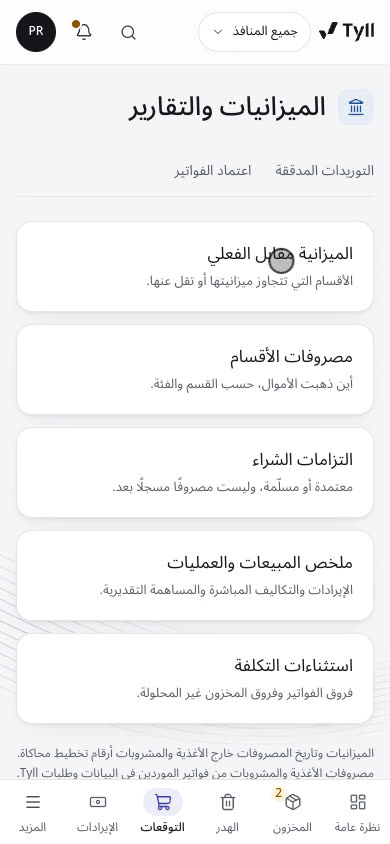 Tyll
جميع المنافذ
PR
الميزانيات والتقارير
التوريدات المدققة
اعتماد الفواتير
الميزانية مقابل الفعلي
الأقسام التي تتجاوز ميزانيتها أو تقل عنها.
مصروفات الأقسام
أين ذهبت الأموال، حسب القسم والفئة.
التزامات الشراء
معتمدة أو مسلّمة، وليست مصروفًا مسجلًا بعد.
ملخص المبيعات والعمليات
الإيرادات والتكاليف المباشرة والمساهمة التقديرية.
استثناءات التكلفة
فروق الفواتير وفروق المخزون غير المحلولة.
الميزانيات وتاريخ المصروفات خارج الأغذية والمشروبات أرقام تخطيط محاكاة.
مصروفات الأغذية والمشروبات من فواتير الموردين في البيانات وطلبات Tyll.
نظرة عامة
2
المخزون
الهدر
التوقعات
الإيرادات
المزيد